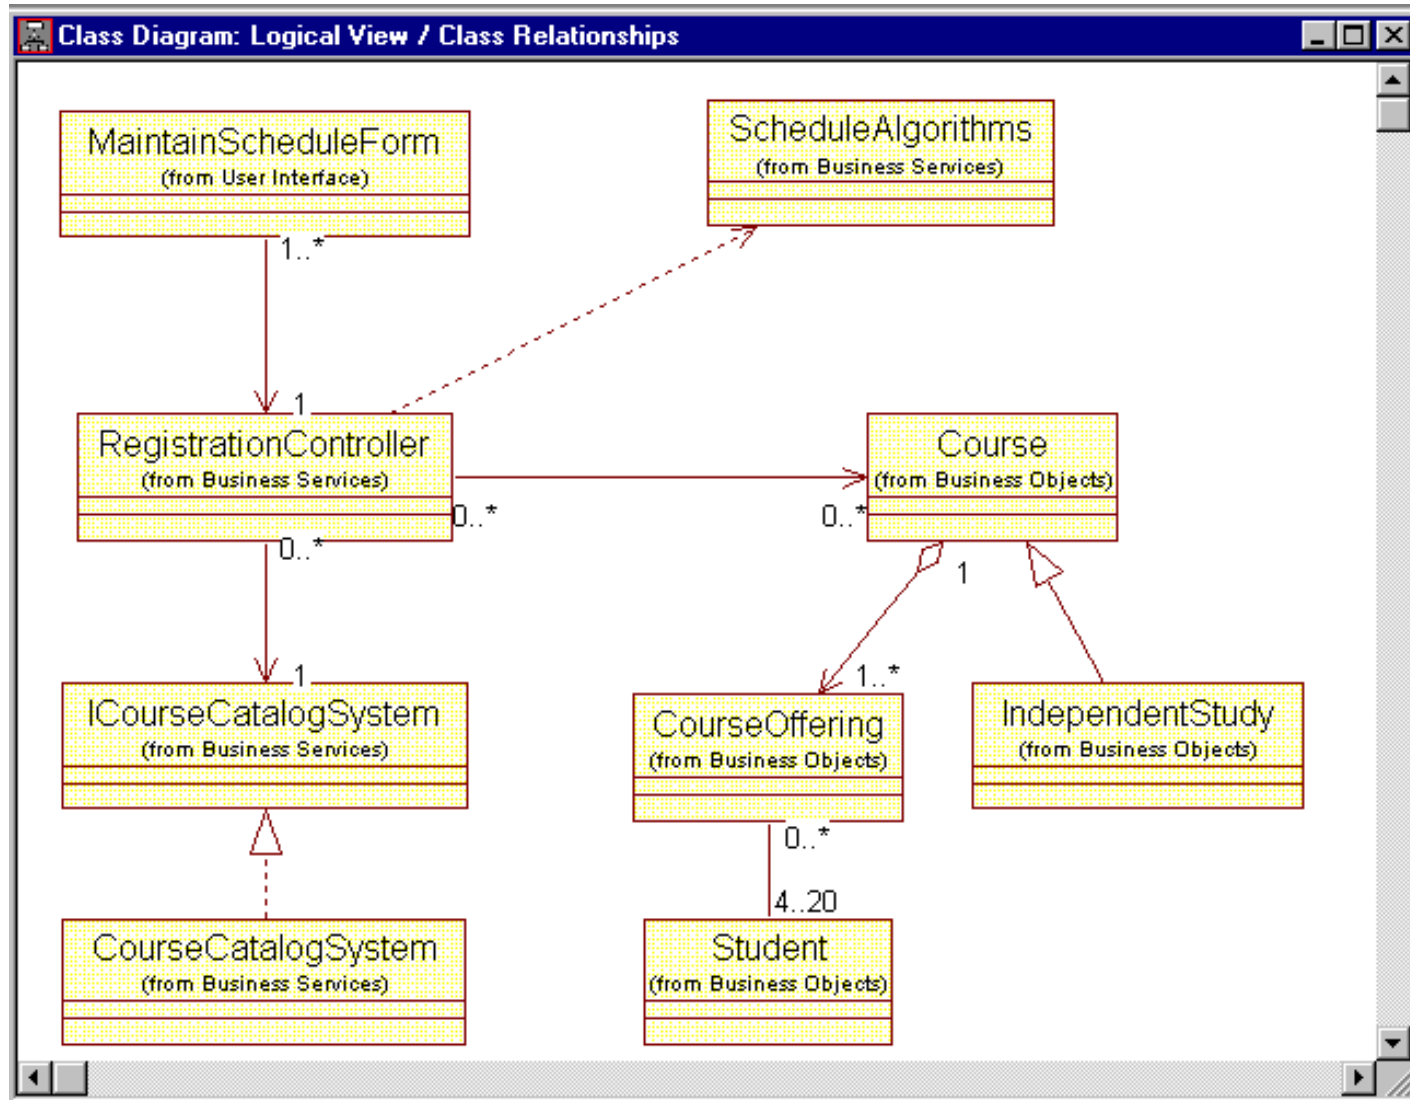 Class Diagram: Logical View / Class Relationships
MaintainScheduleForm
(from User Interface)
1..*
ScheduleAlgorithms
(from Business Services)
1
RegistrationController
(from Business Services)
0..*
0..*
0..*
Course
(from Business Objects)
1
1
1..*
ICourseCatalogSystem
(from Business Services)
CourseOffering
(from Business Objects)
0..*
IndependentStudy
(from Business Objects)
4..20
CourseCatalogSystem
(from Business Services)
Student
(from Business Objects)